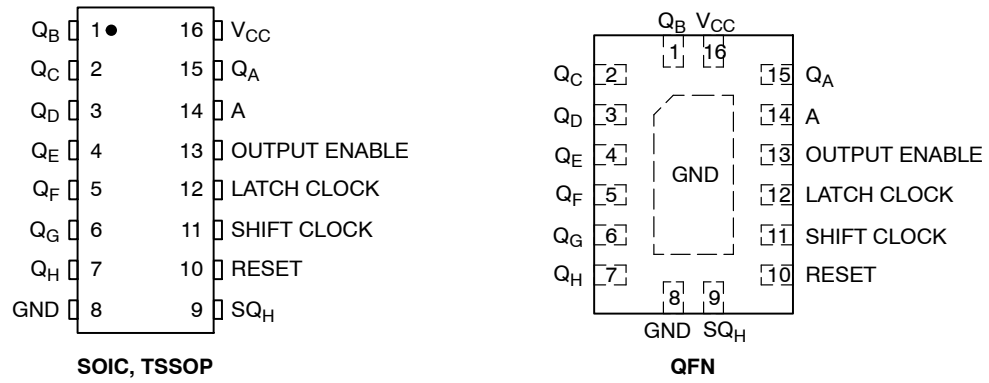 QB 1 16 VCC
QC 2 15 QA
QD 3 14 A
QE 4 13 OUTPUT ENABLE
QF 5 12 LATCH CLOCK
QG 6 11 SHIFT CLOCK
QH 7 10 RESET
GND 8 9 SQH
SOIC, TSSOP
QB VCC
1 16
QC 2 15 QA
QD 3 14 A
QE 4 13 OUTPUT ENABLE
GND
QF 5 12 LATCH CLOCK
QG 6 11 SHIFT CLOCK
QH 7 10 RESET
8 9
GND SQH
QFN